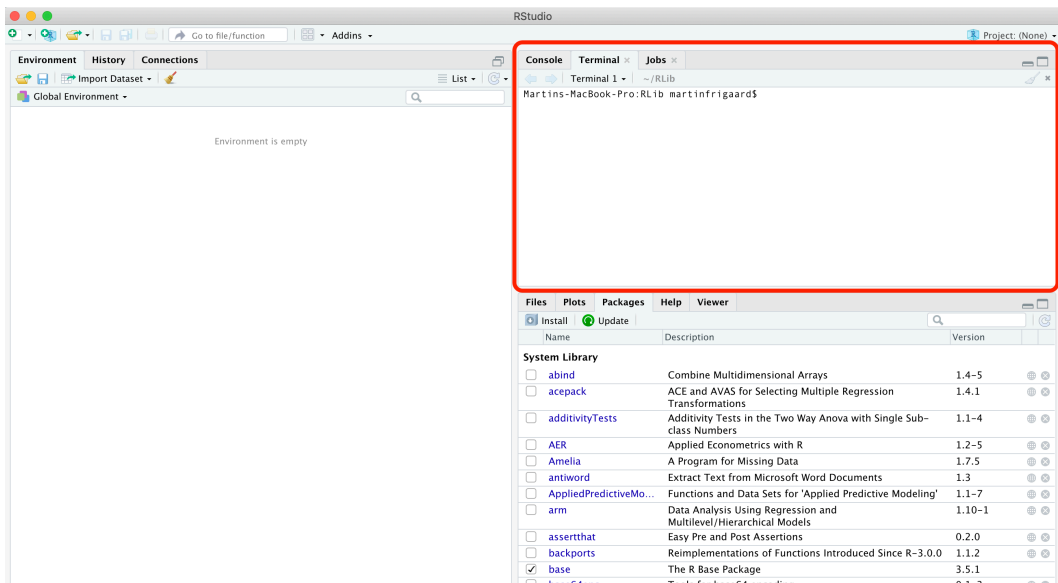 RStudio
Go to file/function
Addins
Project: (None)
Environment History Connections
Import Dataset
List
Global Environment
Environment is empty
Console Terminal Jobs
Terminal 1 ~/RLib
Martins-MacBook-Pro:RLib martinfrigaard$
Files Plots Packages Help Viewer
Install Update
Name Description Version
System Library
abind Combine Multidimensional Arrays 1.4-5
acepack ACE and AVAS for Selecting Multiple Regression 1.4.1
Transformations
additivityTests Additivity Tests in the Two Way Anova with Single Sub-
class Numbers 1.1-4
AER Applied Econometrics with R 1.2-5
Amelia A Program for Missing Data 1.7.5
antiword Extract Text from Microsoft Word Documents 1.3
AppliedPredictiveMo... Functions and Data Sets for 'Applied Predictive Modeling' 1.1-7
arm Data Analysis Using Regression and 1.10-1
Multilevel/Hierarchical Models
assertthat Easy Pre and Post Assertions 0.2.0
backports Reimplementations of Functions Introduced Since R-3.0.0 1.1.2
base The R Base Package 3.5.1